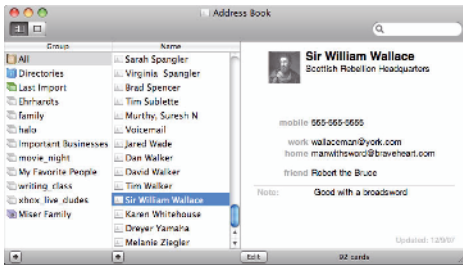 Address Book
Group
Name
All
Directories
Last Import
Ehrhardts
family
halo
Important Businesses
movie_night
My Favorite People
writing_class
xbox_live_dudes
Miser Family
Sarah Spangler
Virginia Spangler
Brad Spencer
Tim Sublette
Murthy, Suresh N
Voicemail
Jared Wade
Dan Walker
David Walker
Tim Walker
Sir William Wallace
Karen Whitehouse
Dreyer Yamaha
Melanie Ziegler
Sir William Wallace
Scottish Rebellion Headquarters
mobile 555-555-5555
work wallaceman@york.com
home manwithsword@braveheart.com
friend Robert the Bruce
Note: Good with a broadsword
Updated: 12/9/07
Edit
92 cards